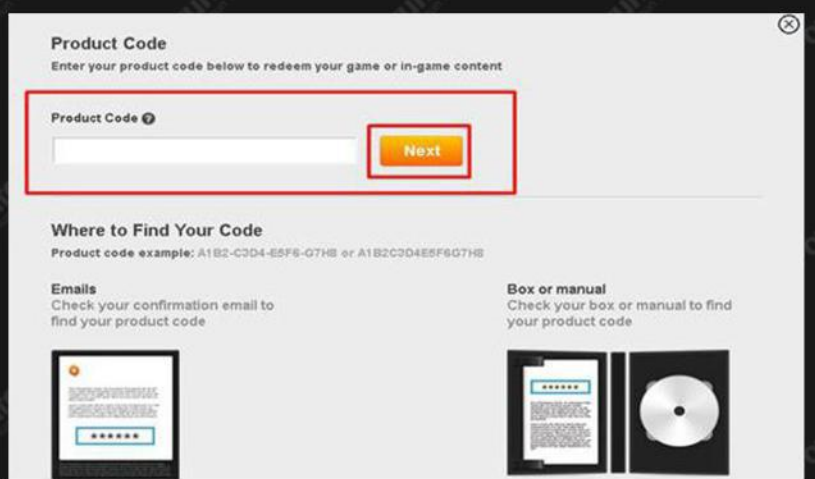 Product Code
Enter your product code below to redeem your game or in-game content
Product Code
Next
Where to Find Your Code
Product code example: A1B2-C3D4-E5F6-G7H8 or A1B2C3D4E5F6G7H8
Emails
Check your confirmation email to
find your product code
Box or manual
Check your box or manual to find
your product code
******
******